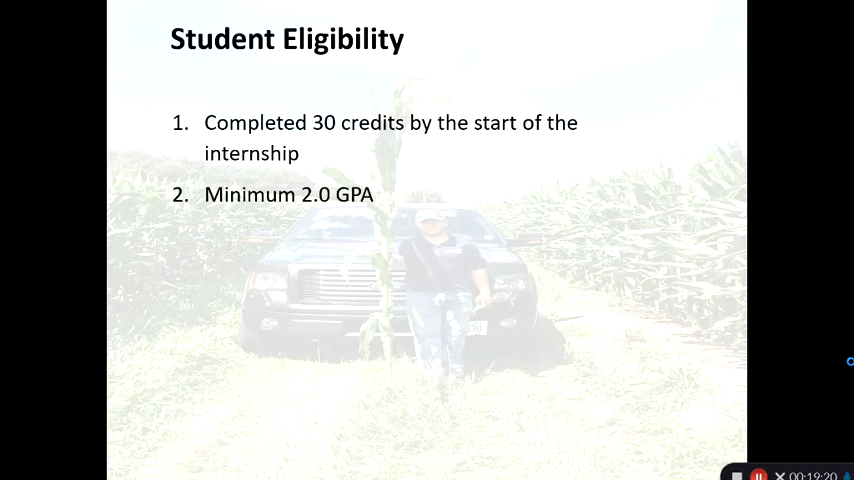 Student Eligibility
1. Completed 30 credits by the start of the
internship
2. Minimum 2.0 GPA
00:19:20